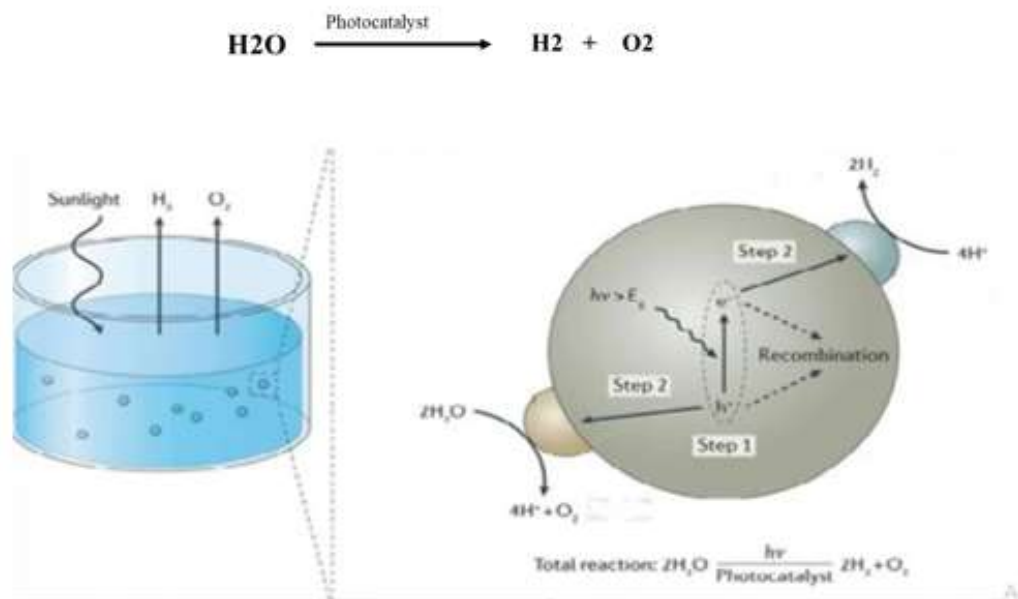 Photocatalyst
H2O → H2 + O2
Sunlight H₂ O₂
2H₂
Step 2
4H⁺
hν > E₉
e⁻
Recombination
Step 2
2H₂O
h⁺
Step 1
4H⁺ + O₂
Total reaction: 2H₂O hν / Photocatalyst 2H₂ + O₂
A